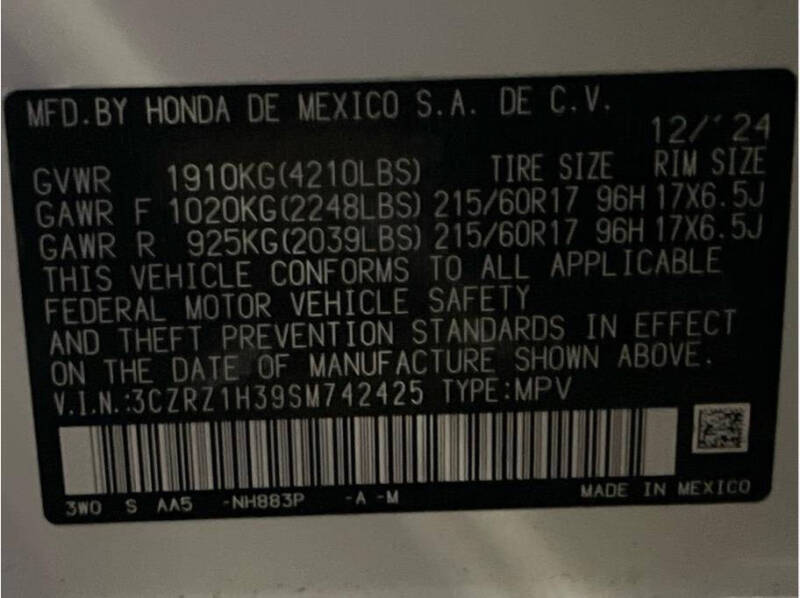 MFD.BY HONDA DE MEXICO S.A. DE C.V.
12/'24
GVWR 1910KG(4210LBS) TIRE SIZE RIM SIZE
GAWR F 1020KG(2248LBS) 215/60R17 96H 17X6.5J
GAWR R 925KG(2039LBS) 215/60R17 96H 17X6.5J
THIS VEHICLE CONFORMS TO ALL APPLICABLE
FEDERAL MOTOR VEHICLE SAFETY
AND THEFT PREVENTION STANDARDS IN EFFECT
ON THE DATE OF MANUFACTURE SHOWN ABOVE.
V.I.N.:3CZRZ1H39SM742425 TYPE:MPV
3W0 S AA5 -NH883P -A -M MADE IN MEXICO